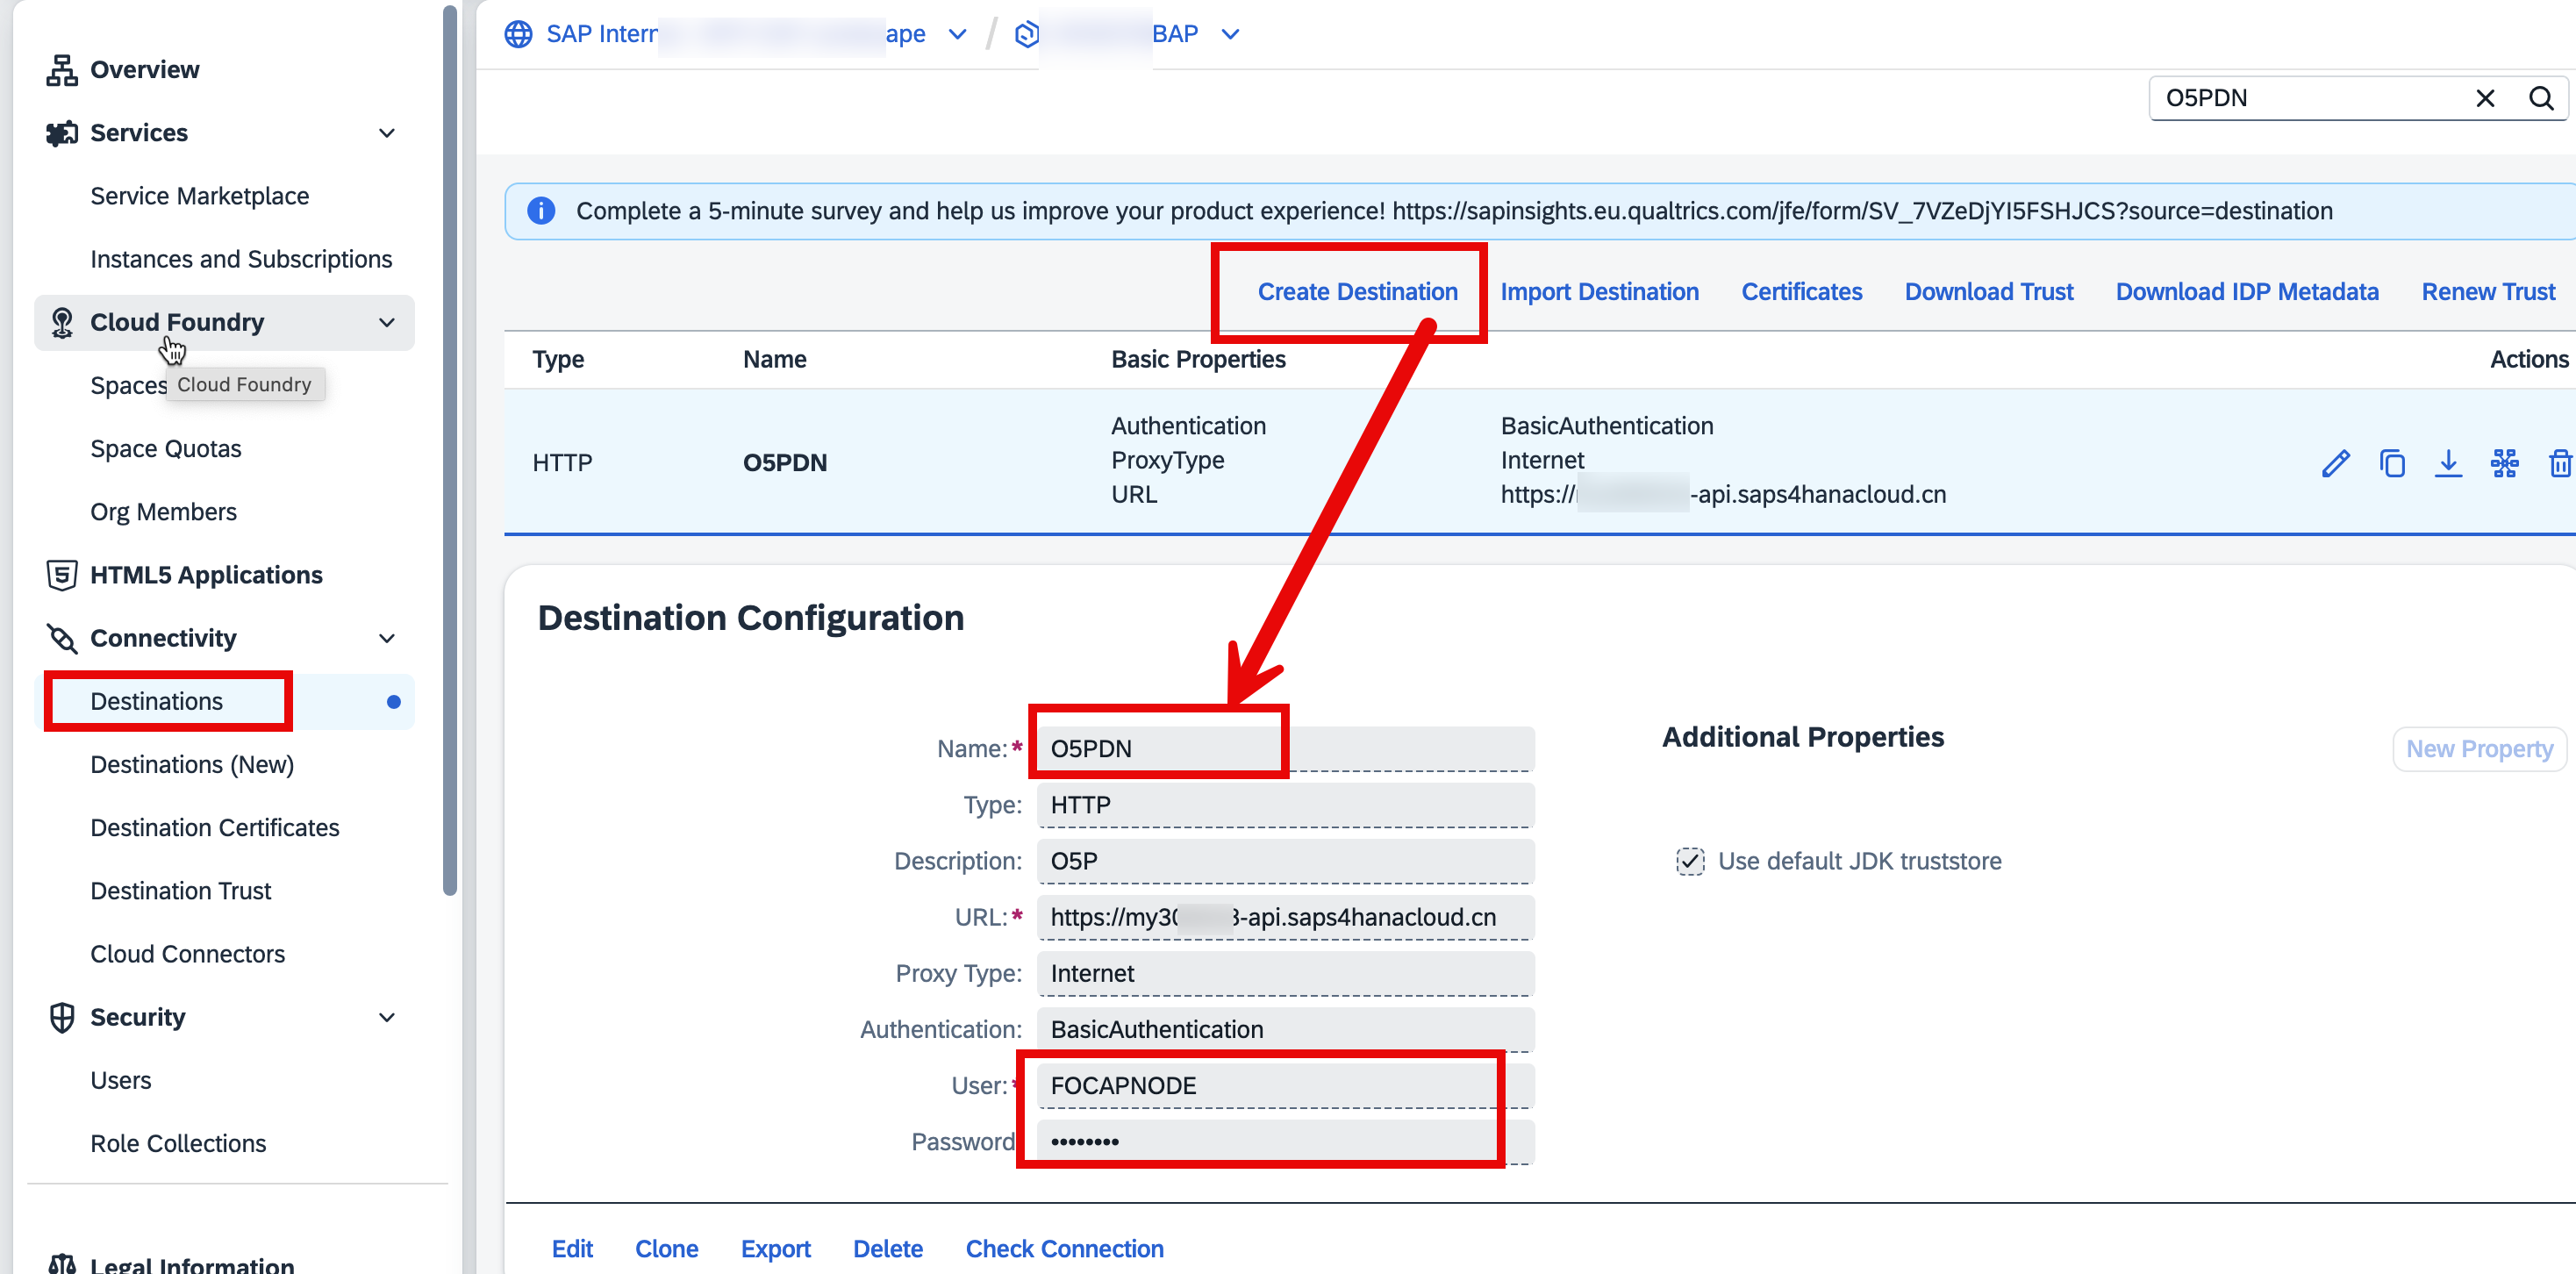 SAP Intern ape / BAP
O5PDN
Overview
Services
Service Marketplace
Instances and Subscriptions
Cloud Foundry
Spaces
Cloud Foundry
Space Quotas
Org Members
HTML5 Applications
Connectivity
Destinations
Destinations (New)
Destination Certificates
Destination Trust
Cloud Connectors
Security
Users
Role Collections
Legal Information
Complete a 5-minute survey and help us improve your product experience! https://sapinsights.eu.qualtrics.com/jfe/form/SV_7VZeDjYI5FSHJCS?source=destination
Create Destination Import Destination Certificates Download Trust Download IDP Metadata Renew Trust
Type Name Basic Properties Actions
HTTP O5PDN
Authentication BasicAuthentication
ProxyType Internet
URL https:// -api.saps4hanacloud.cn
Destination Configuration
Name:* O5PDN
Type: HTTP
Description: O5P
URL:* https://my30 3-api.saps4hanacloud.cn
Proxy Type: Internet
Authentication: BasicAuthentication
User:* FOCAPNODE
Password ••••••••
Additional Properties
New Property
Use default JDK truststore
Edit Clone Export Delete Check Connection